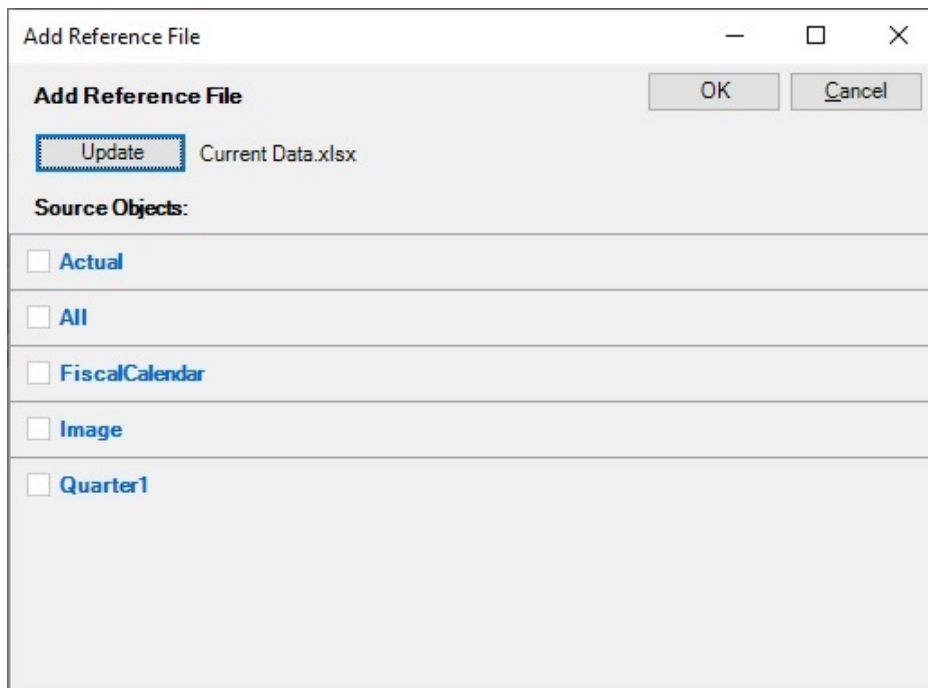 Add Reference File
Add Reference File OK Cancel
Update Current Data.xlsx
Source Objects:
Actual
All
FiscalCalendar
Image
Quarter1